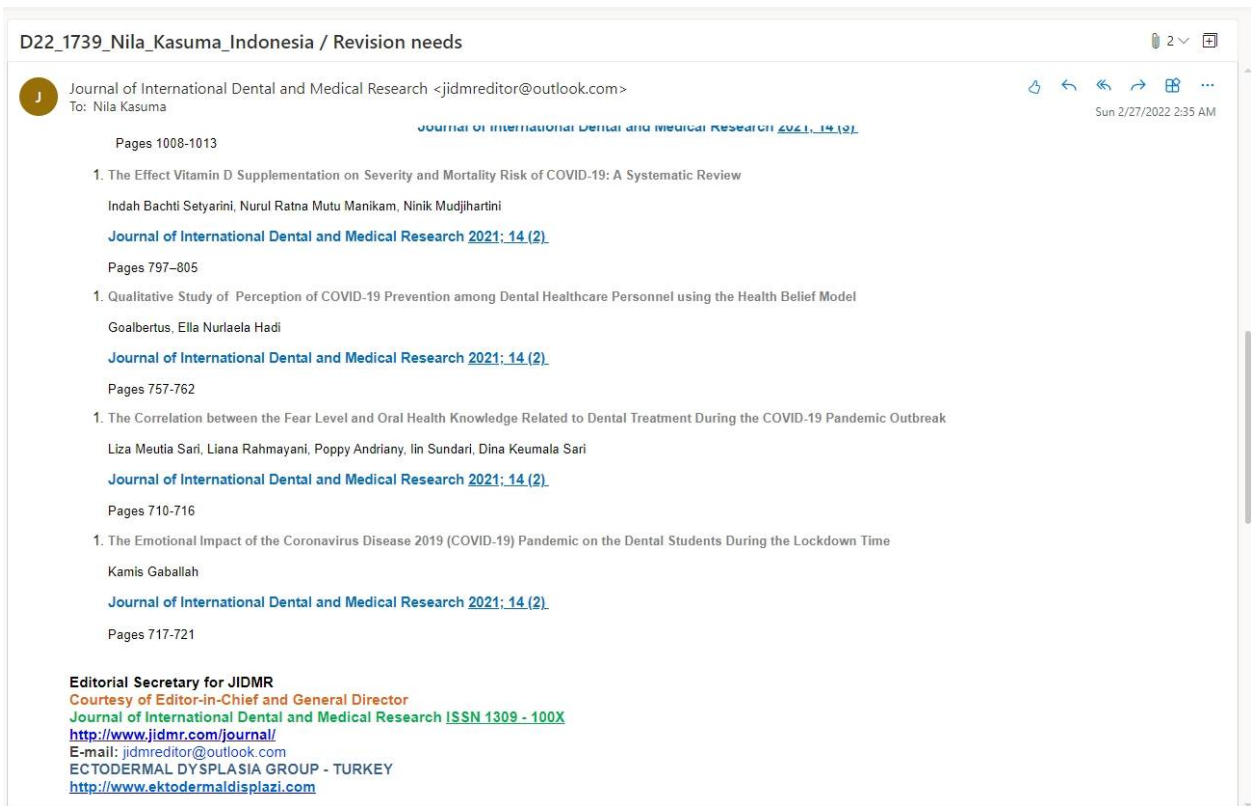 D22_1739_Nila_Kasuma_Indonesia / Revision needs
2
J
Journal of International Dental and Medical Research <jidmreditor@outlook.com>
To: Nila Kasuma
Sun 2/27/2022 2:35 AM
Journal of International Dental and Medical Research 2021; 14 (3)
Pages 1008-1013
1. The Effect Vitamin D Supplementation on Severity and Mortality Risk of COVID-19: A Systematic Review
Indah Bachti Setyarini, Nurul Ratna Mutu Manikam, Ninik Mudjihartini
Journal of International Dental and Medical Research 2021; 14 (2)
Pages 797–805
1. Qualitative Study of Perception of COVID-19 Prevention among Dental Healthcare Personnel using the Health Belief Model
Goalbertus, Ella Nurlaela Hadi
Journal of International Dental and Medical Research 2021; 14 (2)
Pages 757-762
1. The Correlation between the Fear Level and Oral Health Knowledge Related to Dental Treatment During the COVID-19 Pandemic Outbreak
Liza Meutia Sari, Liana Rahmayani, Poppy Andriany, Iin Sundari, Dina Keumala Sari
Journal of International Dental and Medical Research 2021; 14 (2)
Pages 710-716
1. The Emotional Impact of the Coronavirus Disease 2019 (COVID-19) Pandemic on the Dental Students During the Lockdown Time
Kamis Gaballah
Journal of International Dental and Medical Research 2021; 14 (2)
Pages 717-721
Editorial Secretary for JIDMR
Courtesy of Editor-in-Chief and General Director
Journal of International Dental and Medical Research ISSN 1309 - 100X
http://www.jidmr.com/journal/
E-mail: jidmreditor@outlook.com
ECTODERMAL DYSPLASIA GROUP - TURKEY
http://www.ektodermaldisplazi.com